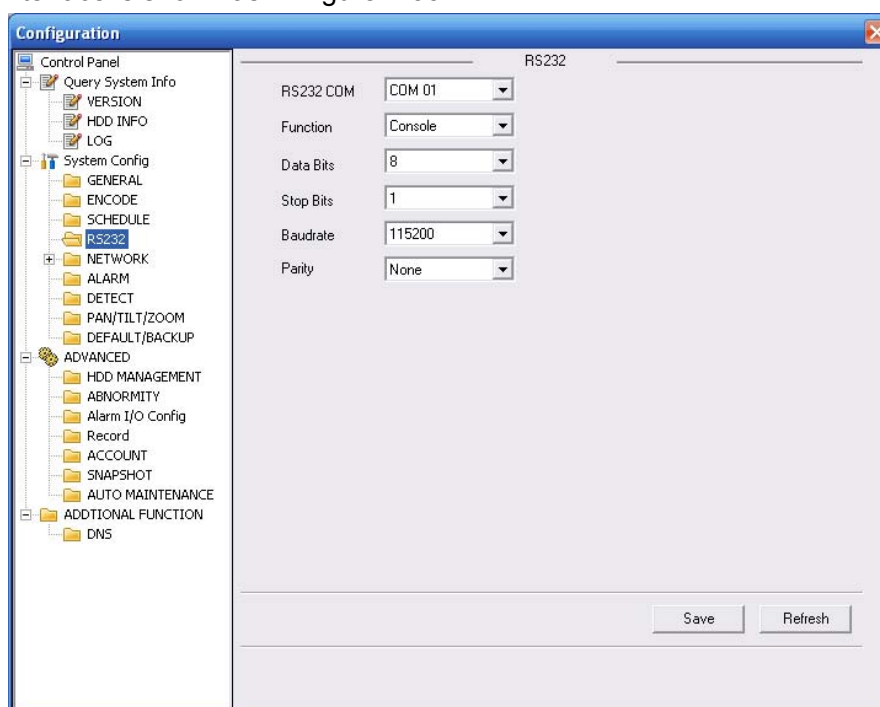 Configuration
Control Panel
Query System Info
VERSION
HDD INFO
LOG
System Config
GENERAL
ENCODE
SCHEDULE
RS232
NETWORK
ALARM
DETECT
PAN/TILT/ZOOM
DEFAULT/BACKUP
ADVANCED
HDD MANAGEMENT
ABNORMITY
Alarm I/O Config
Record
ACCOUNT
SNAPSHOT
AUTO MAINTENANCE
ADDTIONAL FUNCTION
DNS
RS232
RS232 COM COM 01
Function Console
Data Bits 8
Stop Bits 1
Baudrate 115200
Parity None
Save Refresh